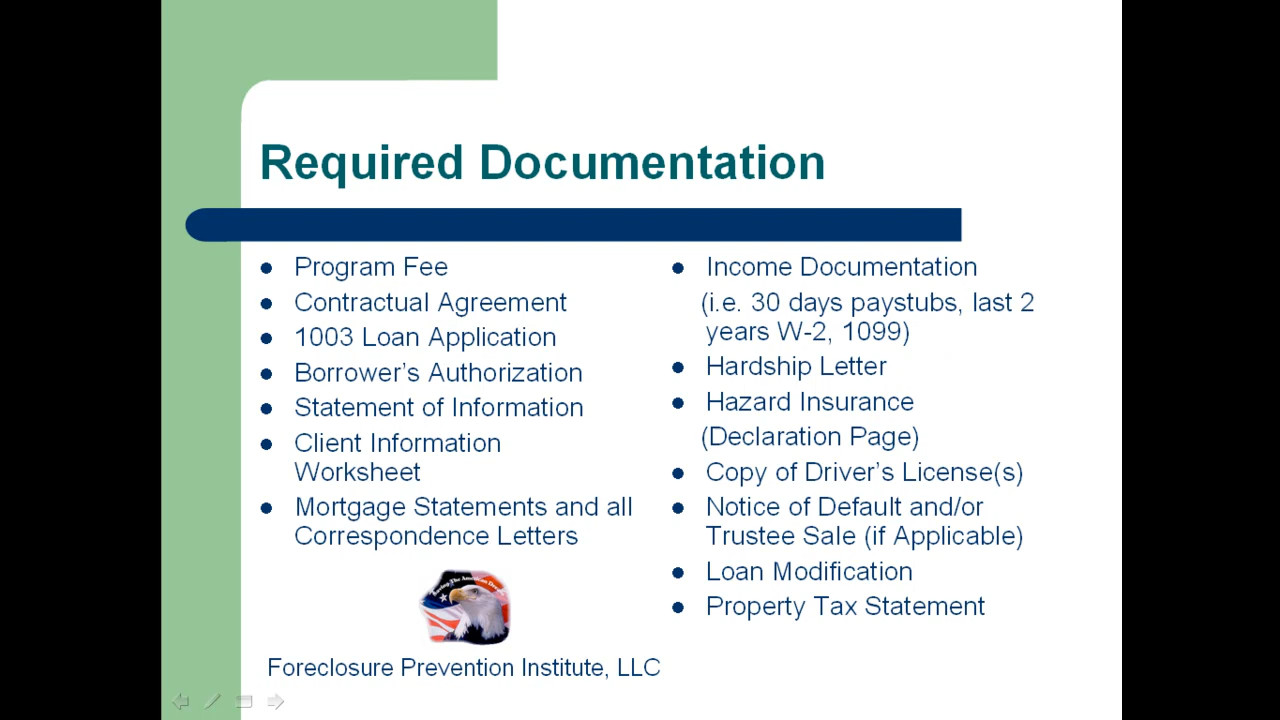 Required Documentation
Program Fee
Contractual Agreement
1003 Loan Application
Borrower's Authorization
Statement of Information
Client Information
Worksheet
Mortgage Statements and all
Correspondence Letters
Income Documentation
(i.e. 30 days paystubs, last 2
years W-2, 1099)
Hardship Letter
Hazard Insurance
(Declaration Page)
Copy of Driver's License(s)
Notice of Default and/or
Trustee Sale (if Applicable)
Loan Modification
Property Tax Statement
The American
Foreclosure Prevention Institute, LLC